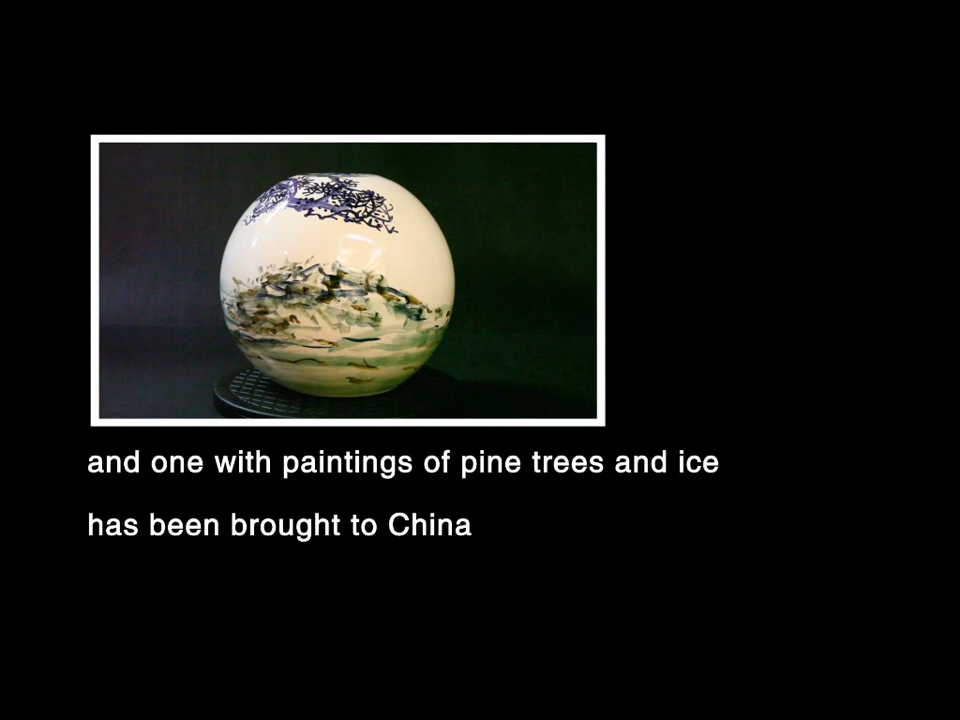 and one with paintings of pine trees and ice
has been brought to China